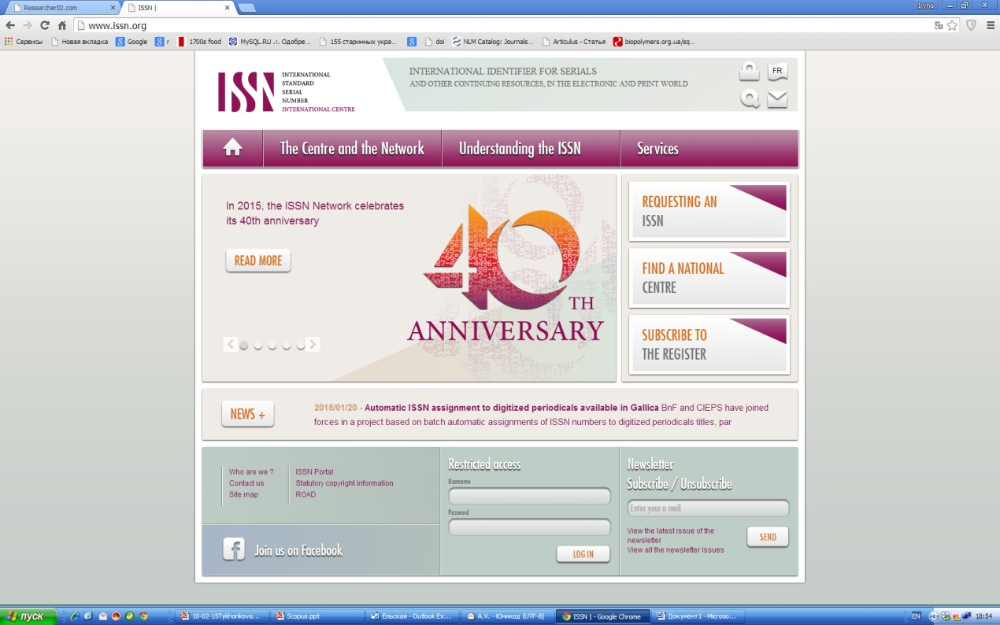 ResearcherID.com
ISSN |
Iryna
www.issn.org
Сервисы
Новая вкладка
Google
r
1700s food
MySQL.RU .:. Одобре...
155 старинных укра...
doi
NLM Catalog: Journals...
Articulus - Статья
biopolymers.org.ua/sq...
ISSN
INTERNATIONAL
STANDARD
SERIAL
NUMBER
INTERNATIONAL CENTRE
INTERNATIONAL IDENTIFIER FOR SERIALS
AND OTHER CONTINUING RESOURCES, IN THE ELECTRONIC AND PRINT WORLD
FR
The Centre and the Network
Understanding the ISSN
Services
In 2015, the ISSN Network celebrates
its 40th anniversary
READ MORE
40TH
ANNIVERSARY
REQUESTING AN
ISSN
FIND A NATIONAL
CENTRE
SUBSCRIBE TO
THE REGISTER
NEWS +
2015/01/20 - Automatic ISSN assignment to digitized periodicals available in Gallica BnF and CIEPS have joined
forces in a project based on batch automatic assignments of ISSN numbers to digitized periodicals titles, par
Who are we ?
Contact us
Site map
ISSN Portal
Statutory copyright information
ROAD
Join us on Facebook
Restricted access
Username
Password
LOG IN
Newsletter
Subscribe / Unsubscribe
Enter your e-mail
View the latest issue of the
newsletter
View all the newsletter issues
SEND
пуск
10-02-15Tykhonkova...
Scopus.ppt
Ельская - Outlook Ex...
A.V. - Юникод (UTF-8)
ISSN | - Google Chrome
Документ1 - Microso...
EN
18:54